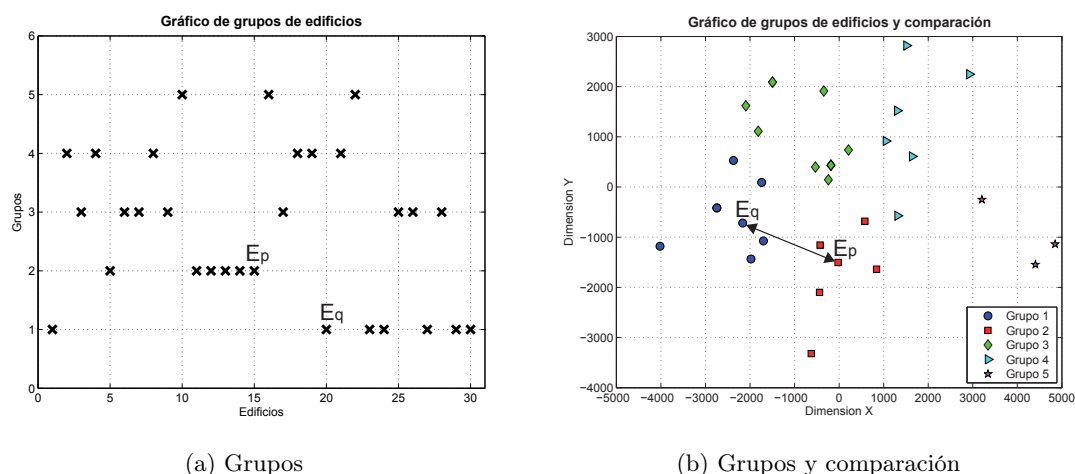 Gráfico de grupos de edificios
6
5
4
3
2
1
0
Grupos
0 5 10 15 20 25 30
Edificios
Ep
Eq
(a) Grupos
Gráfico de grupos de edificios y comparación
3000
2000
1000
0
−1000
−2000
−3000
−4000
Dimension Y
−5000 −4000 −3000 −2000 −1000 0 1000 2000 3000 4000 5000
Dimension X
Eq
Ep
Grupo 1
Grupo 2
Grupo 3
Grupo 4
Grupo 5
(b) Grupos y comparación